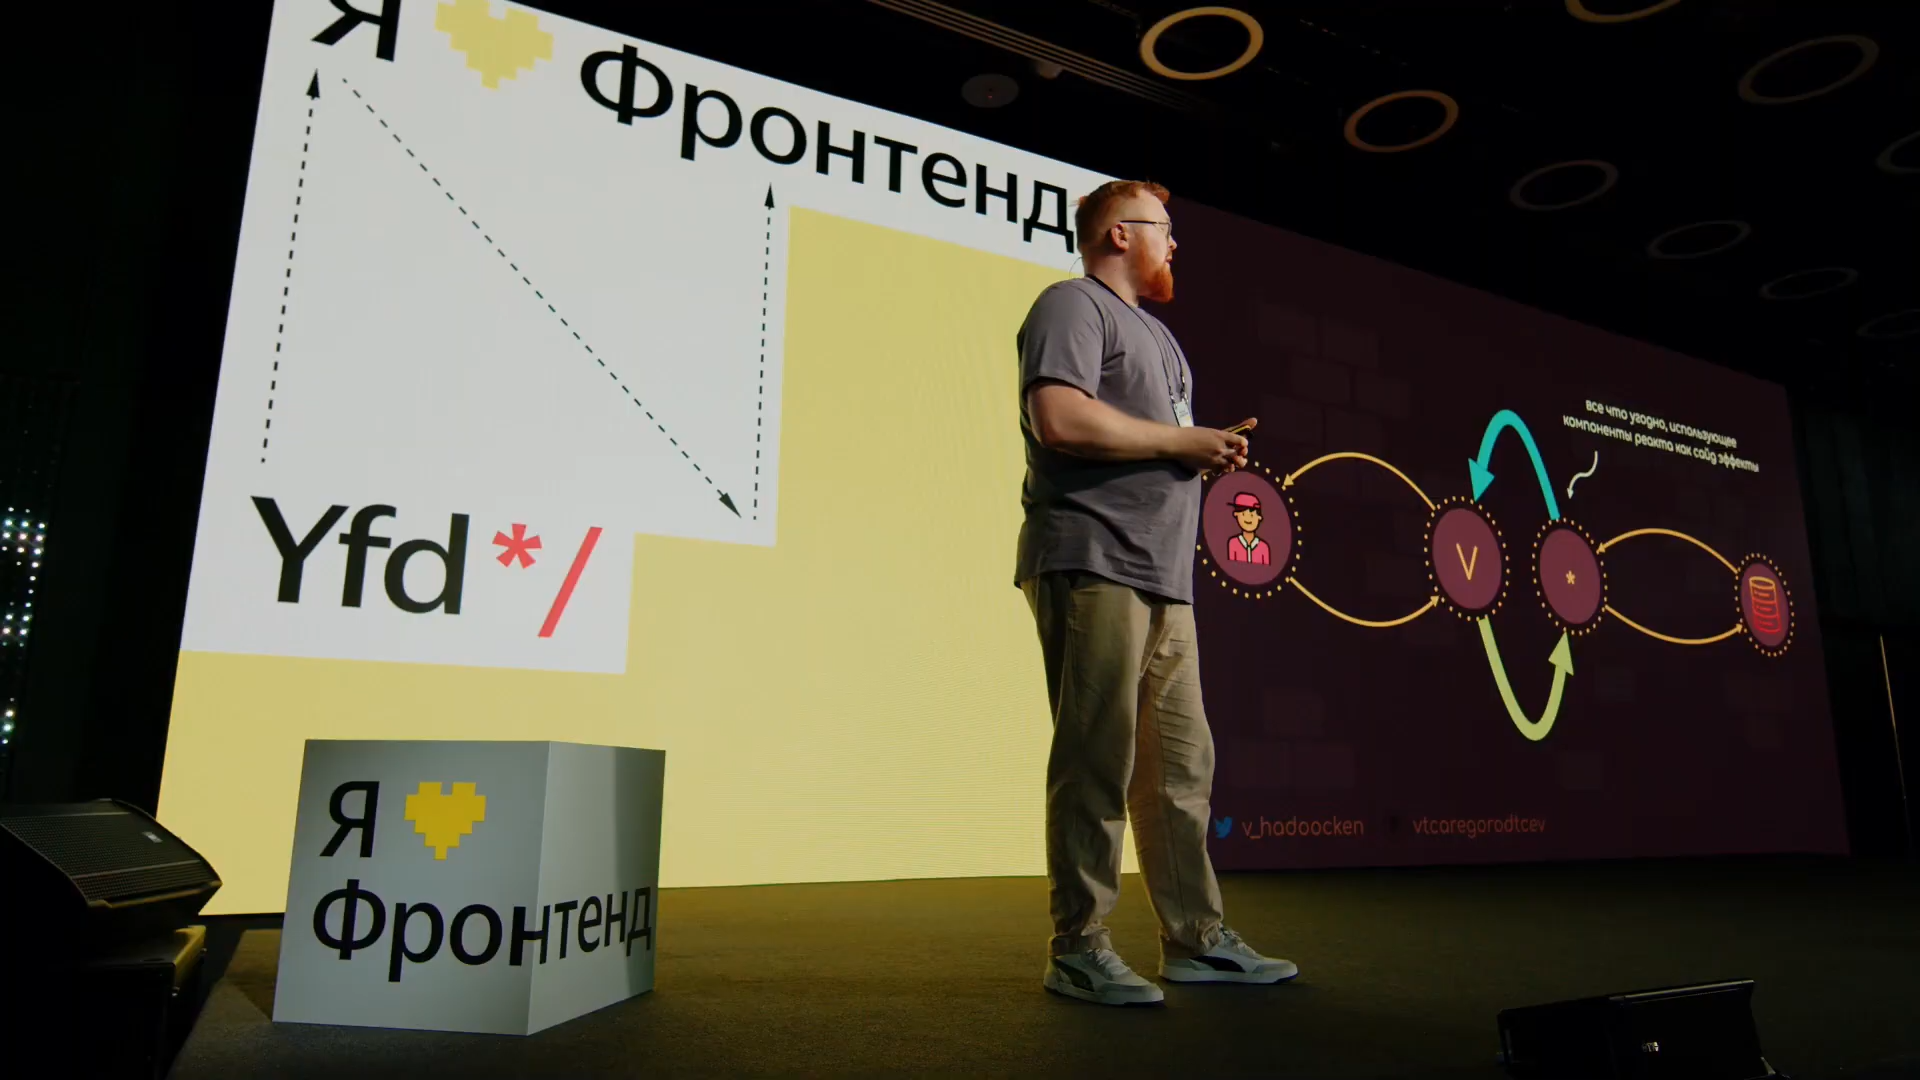 Я
Фронтенд
Yfd */
Я
Фронтенд
все что угодно, использующее
компоненты реакта как сайд эффекты
V
*
v_hadoocken
vtcaregorodtcev